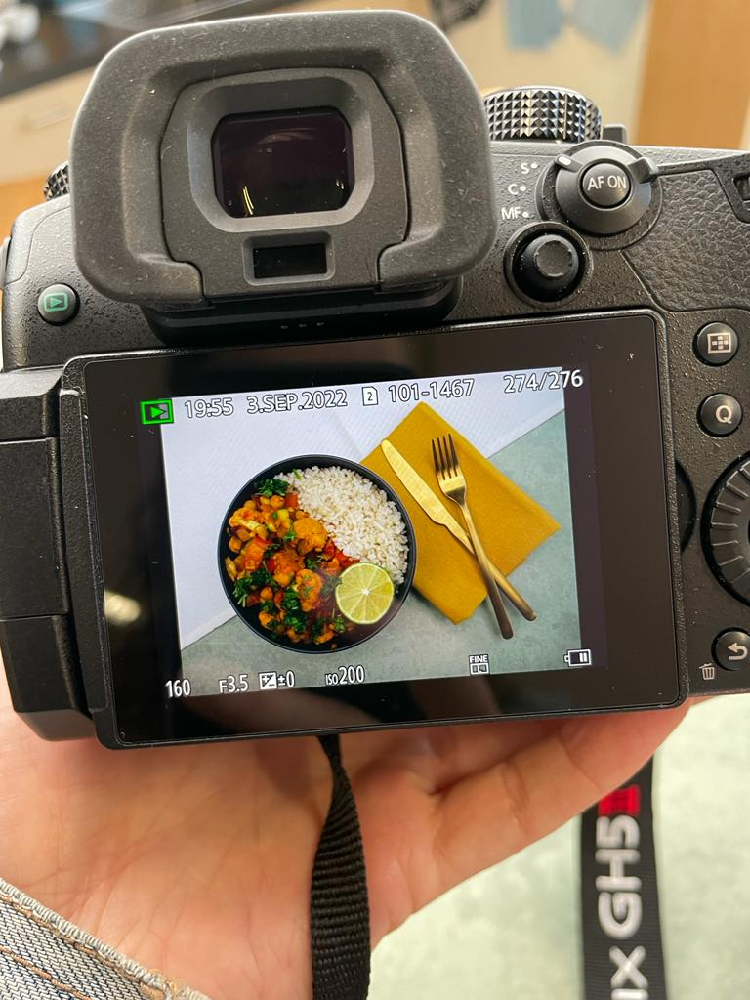 S
C
MF
AF ON
19:55 3.SEP.2022 2 101-1467 274/276
Q
160 F3.5 ±0 ISO200 FINE
IX GH5